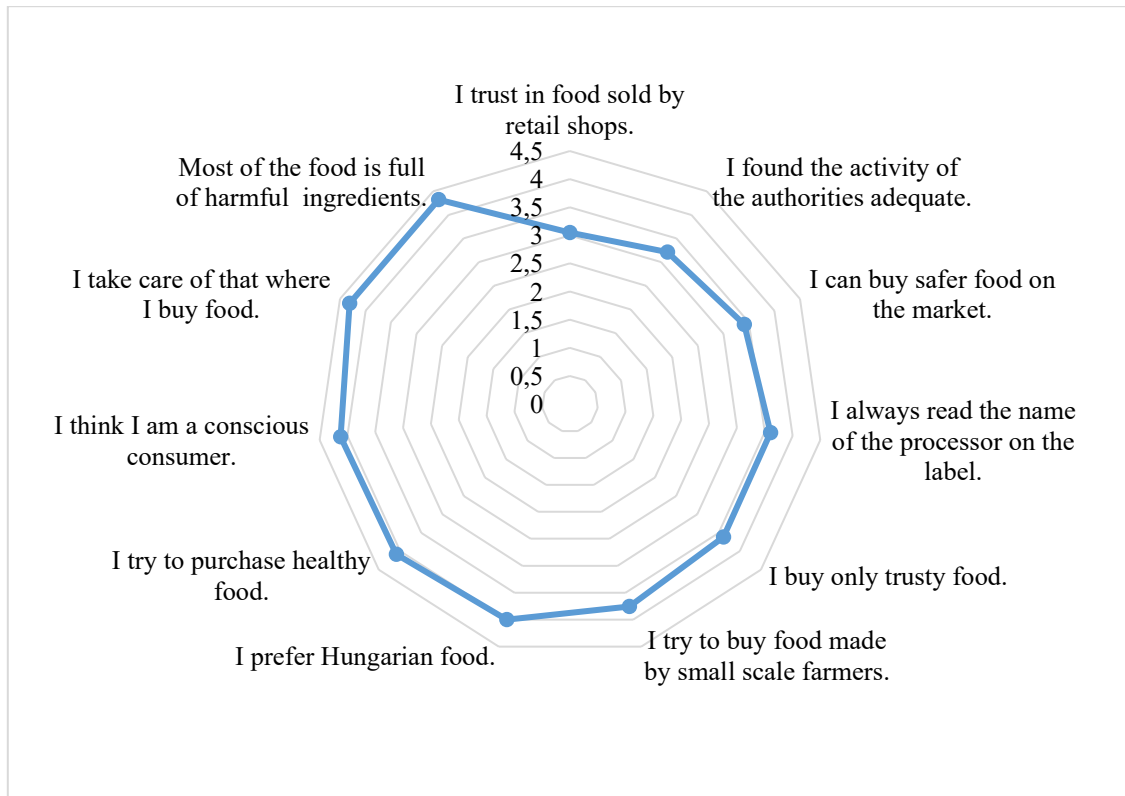 I trust in food sold by
retail shops.
I found the activity of
the authorities adequate.
I can buy safer food on
the market.
I always read the name
of the processor on the
label.
I buy only trusty food.
I try to buy food made
by small scale farmers.
I prefer Hungarian food.
I try to purchase healthy
food.
I think I am a conscious
consumer.
I take care of that where
I buy food.
Most of the food is full
of harmful  ingredients.
4,5
4
3,5
3
2,5
2
1,5
1
0,5
0